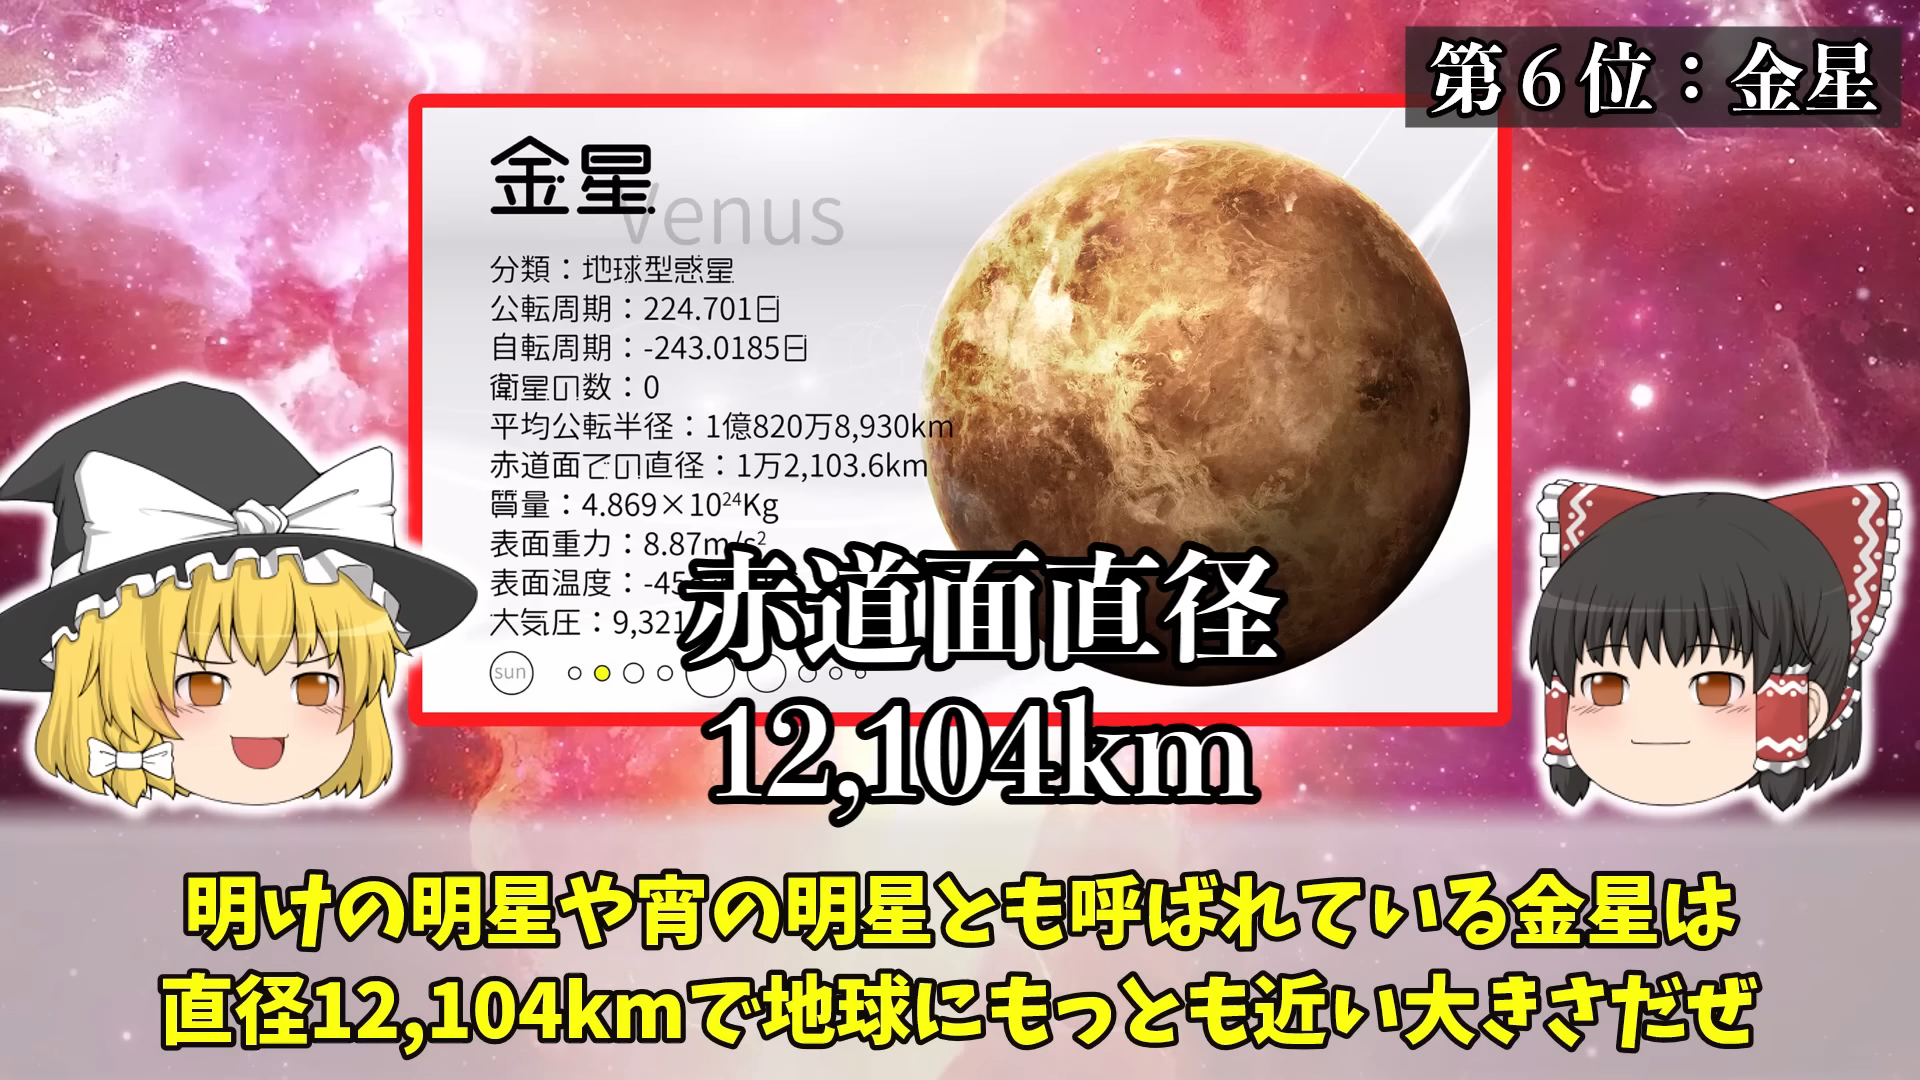 第6位：金星
金星
Venus
分類：地球型惑星
公転周期：224.701日
自転周期：-243.0185日
衛星の数：0
平均公転半径：1億820万8,930km
赤道面での直径：1万2,103.6km
質量：4.869×10²⁴Kg
表面重力：8.87m/s²
表面温度：-45
大気圧：9,321
sun
赤道面直径
12,104km
明けの明星や宵の明星とも呼ばれている金星は
直径12,104kmで地球にもっとも近い大きさだぜ